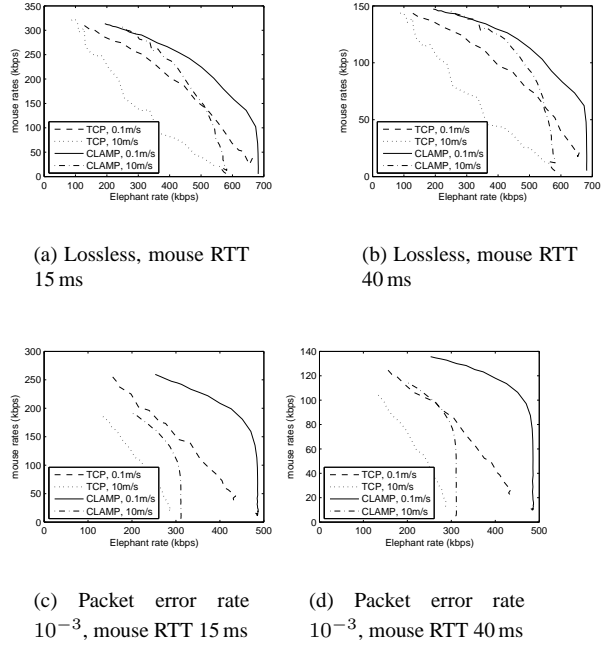 350
300
250
200
150
100
50
0
mouse rates (kbps)
TCP, 0.1m/s
TCP, 10m/s
CLAMP, 0.1m/s
CLAMP, 10m/s
0 100 200 300 400 500 600 700
Elephant rate (kbps)
(a) Lossless, mouse RTT
15 ms
150
100
50
0
mouse rates (kbps)
TCP, 0.1m/s
TCP, 10m/s
CLAMP, 0.1m/s
CLAMP, 10m/s
0 100 200 300 400 500 600 700
Elephant rate (kbps)
(b) Lossless, mouse RTT
40 ms
300
250
200
150
100
50
0
mouse rates (kbps)
TCP, 0.1m/s
TCP, 10m/s
CLAMP, 0.1m/s
CLAMP, 10m/s
0 100 200 300 400 500
Elephant rate (kbps)
(c) Packet error rate
10⁻³, mouse RTT 15 ms
140
120
100
80
60
40
20
0
mouse rates (kbps)
TCP, 0.1m/s
TCP, 10m/s
CLAMP, 0.1m/s
CLAMP, 10m/s
0 100 200 300 400 500
Elephant rate (kbps)
(d) Packet error rate
10⁻³, mouse RTT 40 ms